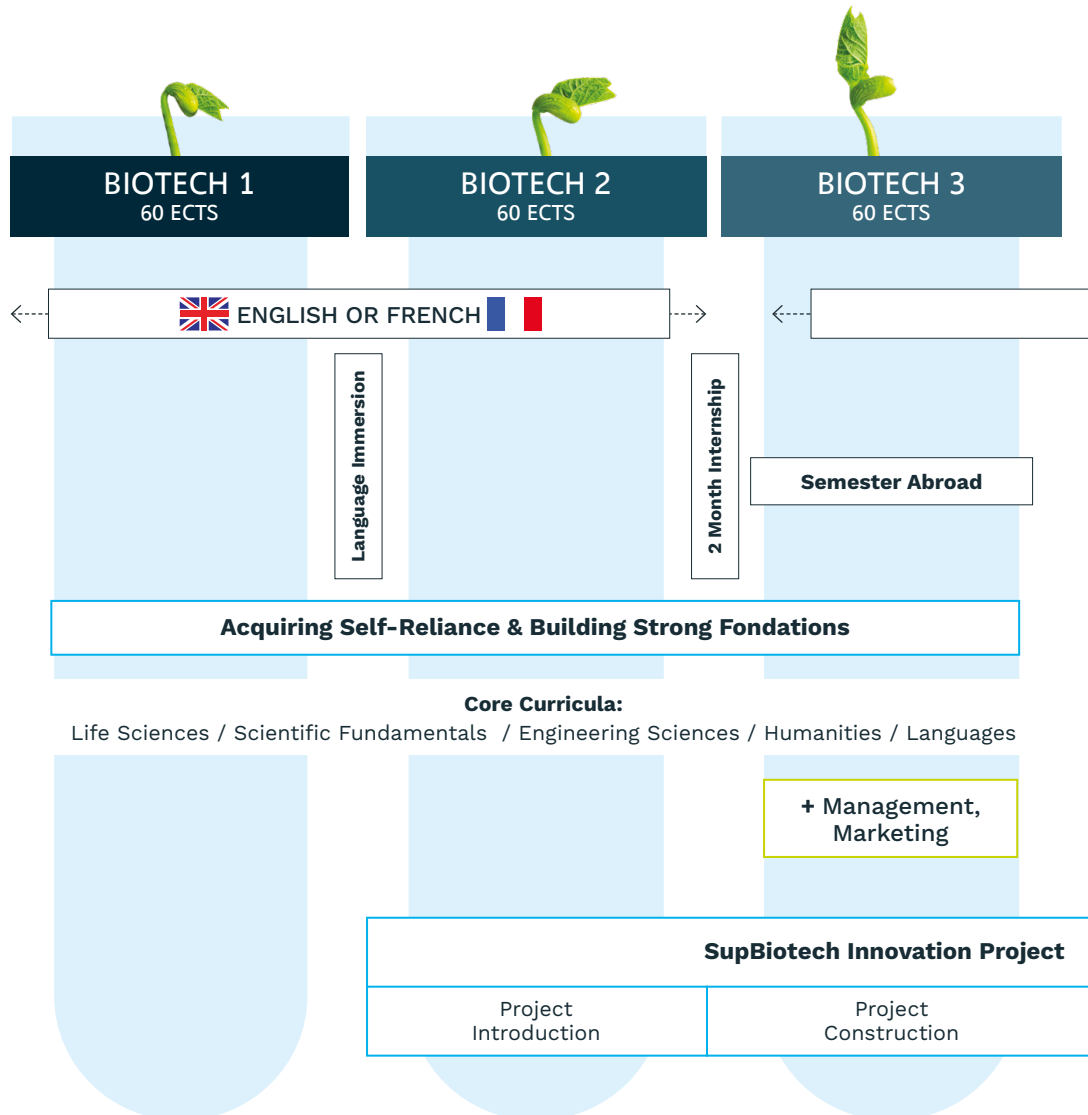 BIOTECH 1
60 ECTS
BIOTECH 2
60 ECTS
BIOTECH 3
60 ECTS
ENGLISH OR FRENCH
Language Immersion
2 Month Internship
Semester Abroad
Acquiring Self-Reliance & Building Strong Fondations
Core Curricula:
Life Sciences / Scientific Fundamentals / Engineering Sciences / Humanities / Languages
+ Management,
Marketing
SupBiotech Innovation Project
Project
Introduction
Project
Construction